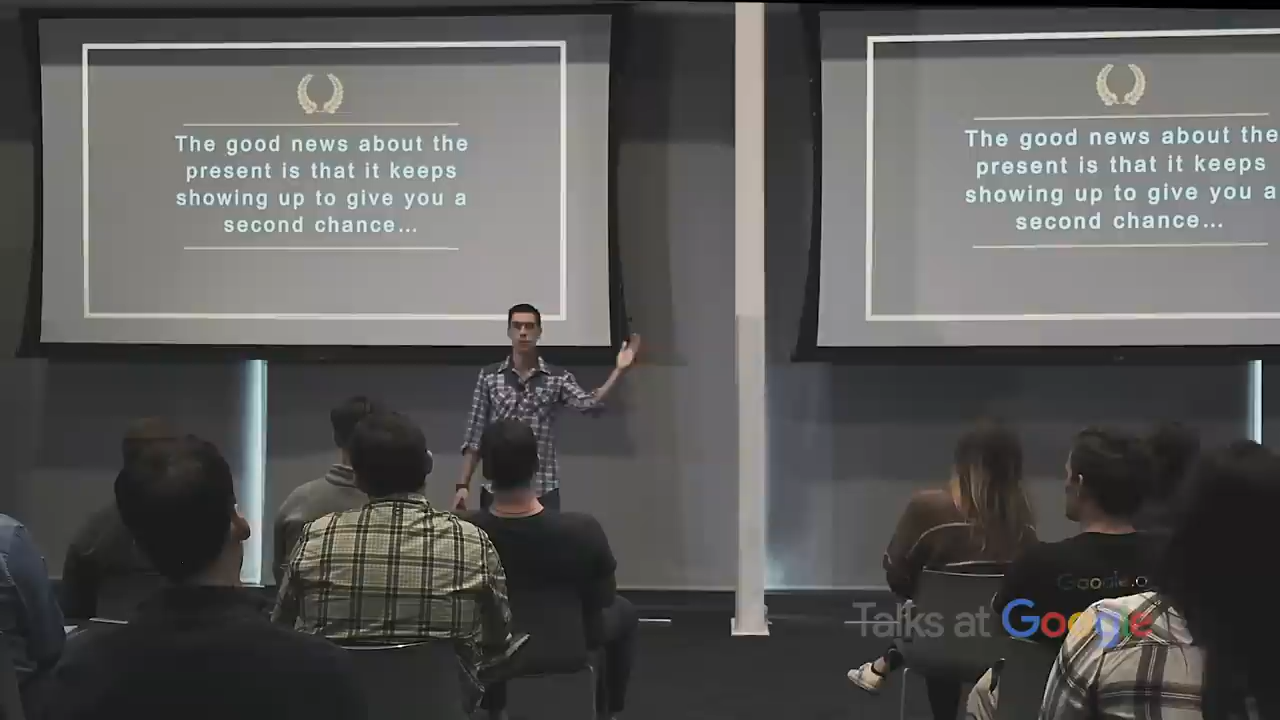 The good news about the
present is that it keeps
showing up to give you a
second chance...
The good news about the
present is that it keeps
showing up to give you a
second chance...
Google.o
Talks at Google